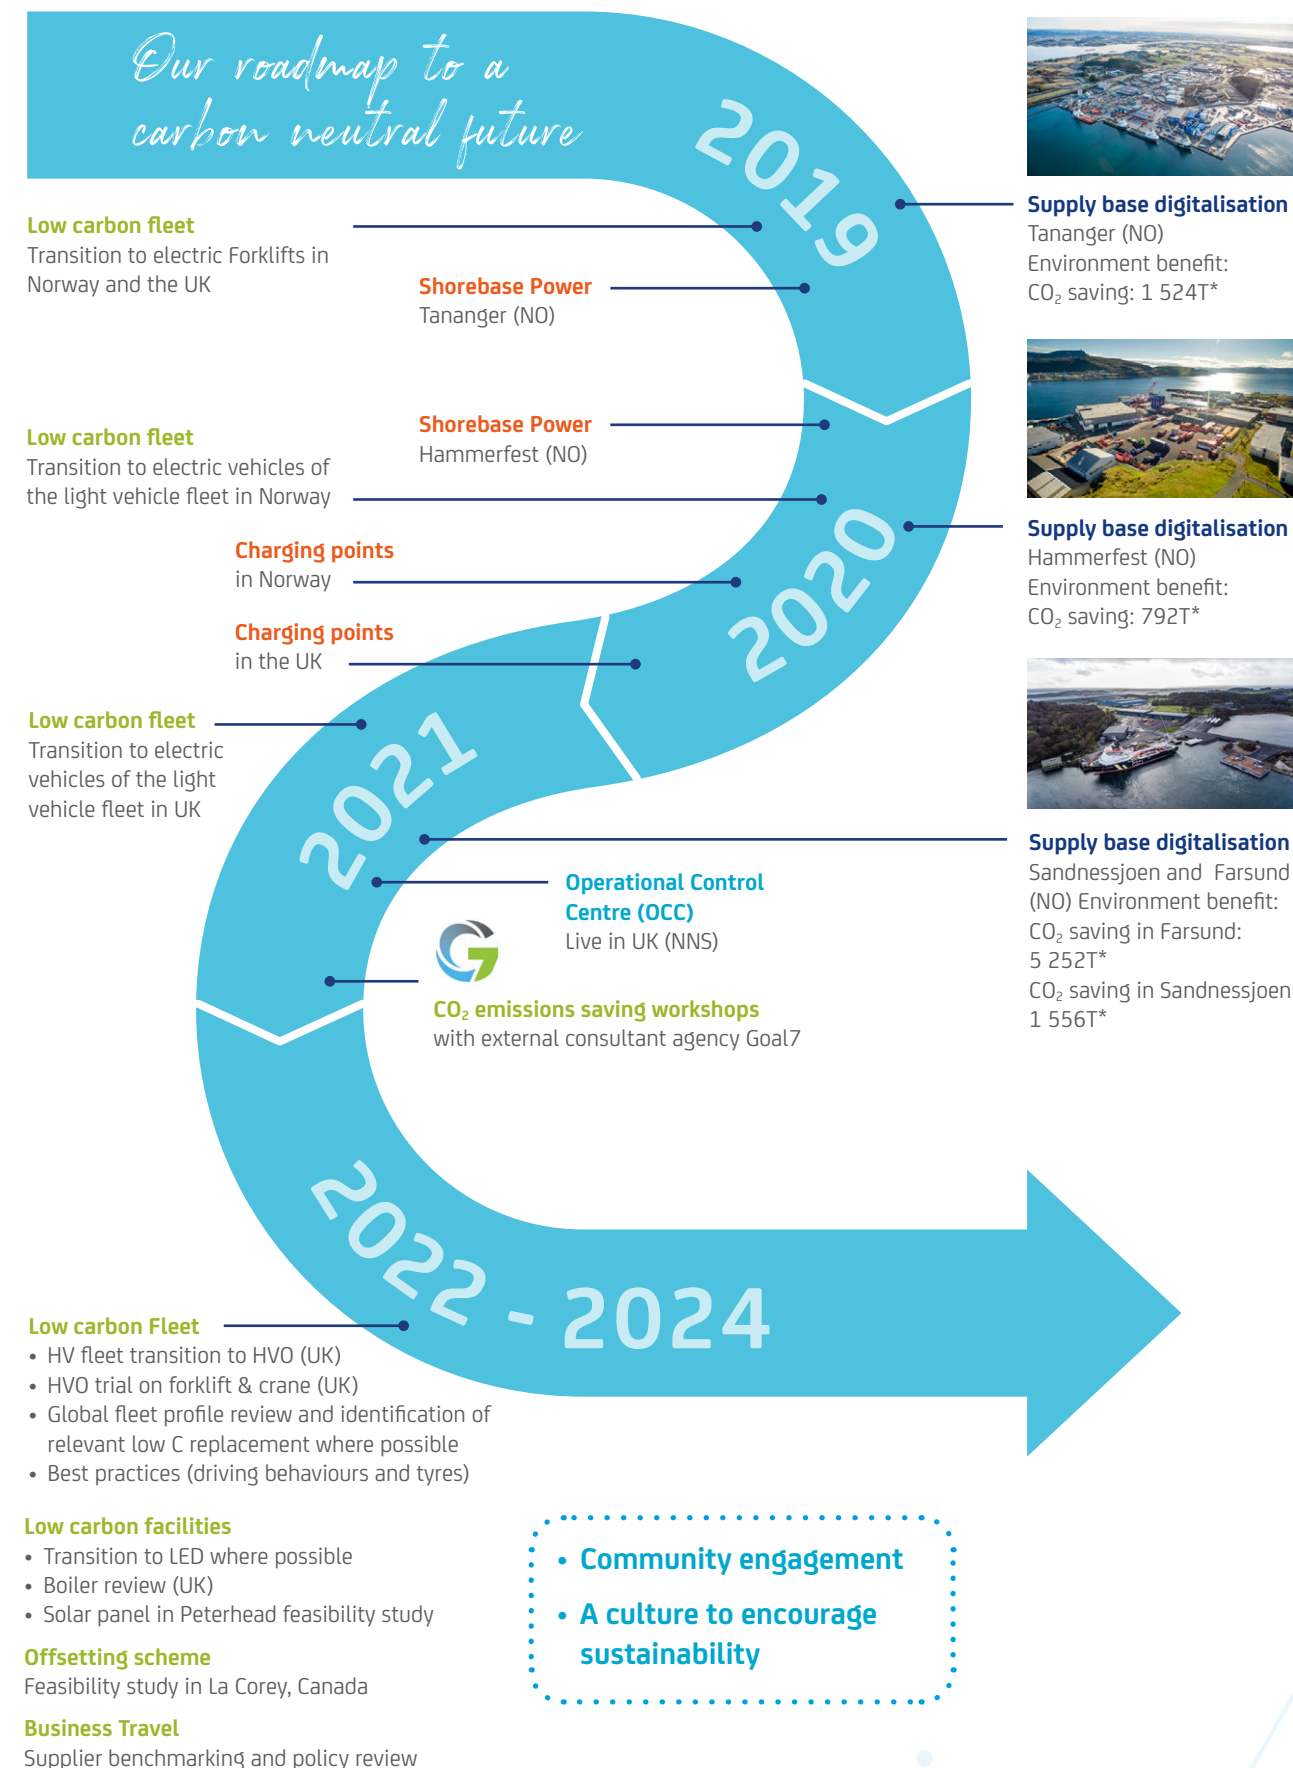 Our roadmap to a
carbon neutral future
2019
Supply base digitalisation
Tananger (NO)
Environment benefit:
CO₂ saving: 1 524T*
Low carbon fleet
Transition to electric Forklifts in
Norway and the UK
Shorebase Power
Tananger (NO)
Shorebase Power
Hammerfest (NO)
Low carbon fleet
Transition to electric vehicles of
the light vehicle fleet in Norway
2020
Supply base digitalisation
Hammerfest (NO)
Environment benefit:
CO₂ saving: 792T*
Charging points
in Norway
Charging points
in the UK
Low carbon fleet
Transition to electric
vehicles of the light
vehicle fleet in UK
2021
Supply base digitalisation
Sandnessjoen and Farsund
(NO) Environment benefit:
CO₂ saving in Farsund:
5 252T*
CO₂ saving in Sandnessjoen
1 556T*
Operational Control
Centre (OCC)
Live in UK (NNS)
G7
CO₂ emissions saving workshops
with external consultant agency Goal7
2022 - 2024
Low carbon Fleet
• HV fleet transition to HVO (UK)
• HVO trial on forklift & crane (UK)
• Global fleet profile review and identification of
relevant low C replacement where possible
• Best practices (driving behaviours and tyres)
Low carbon facilities
• Transition to LED where possible
• Boiler review (UK)
• Solar panel in Peterhead feasibility study
Offsetting scheme
Feasibility study in La Corey, Canada
Business Travel
Supplier benchmarking and policy review
• Community engagement
• A culture to encourage
sustainability